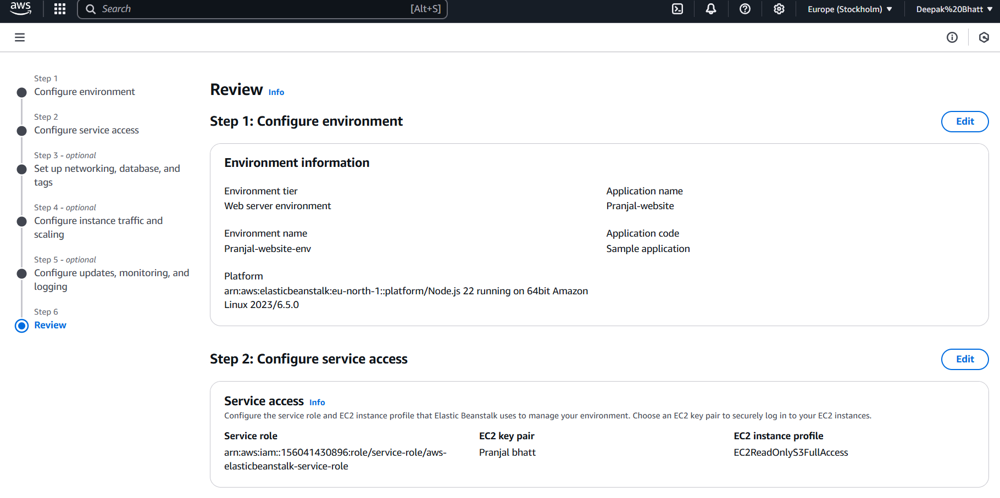 aws
Search
[Alt+S]
Europe (Stockholm)
Deepak%20Bhatt
Step 1
Configure environment
Step 2
Configure service access
Step 3 - optional
Set up networking, database, and
tags
Step 4 - optional
Configure instance traffic and
scaling
Step 5 - optional
Configure updates, monitoring, and
logging
Step 6
Review
Review Info
Step 1: Configure environment
Edit
Environment information
Environment tier
Web server environment
Application name
Pranjal-website
Environment name
Pranjal-website-env
Application code
Sample application
Platform
arn:aws:elasticbeanstalk:eu-north-1::platform/Node.js 22 running on 64bit Amazon
Linux 2023/6.5.0
Step 2: Configure service access
Edit
Service access Info
Configure the service role and EC2 instance profile that Elastic Beanstalk uses to manage your environment. Choose an EC2 key pair to securely log in to your EC2 instances.
Service role
arn:aws:iam::156041430896:role/service-role/aws-
elasticbeanstalk-service-role
EC2 key pair
Pranjal bhatt
EC2 instance profile
EC2ReadOnlyS3FullAccess